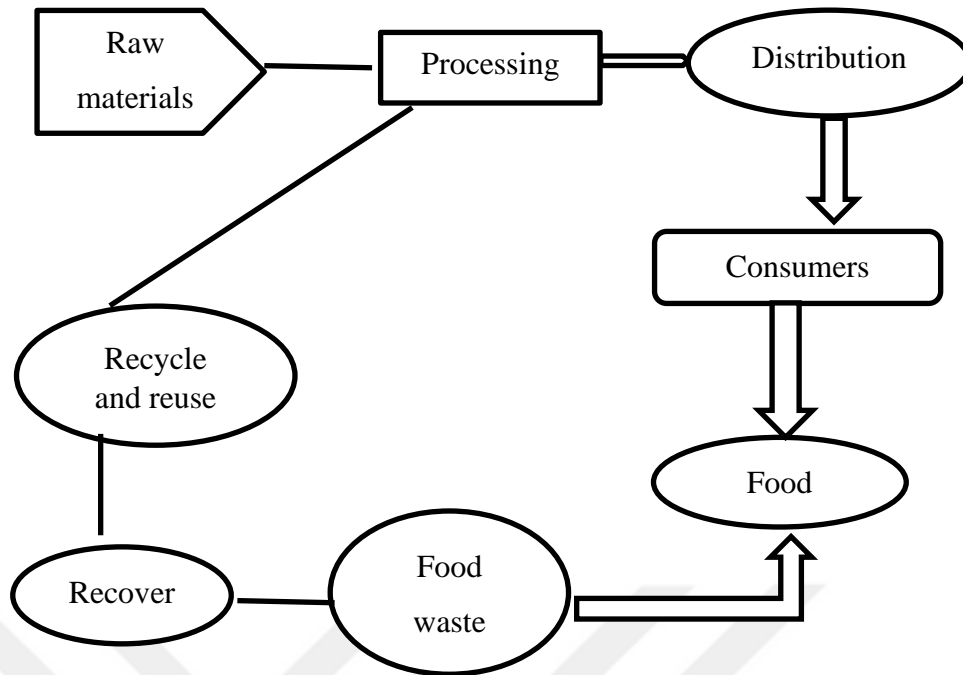 Raw
materials
Processing
Distribution
Consumers
Recycle
and reuse
Food
Recover
Food
waste